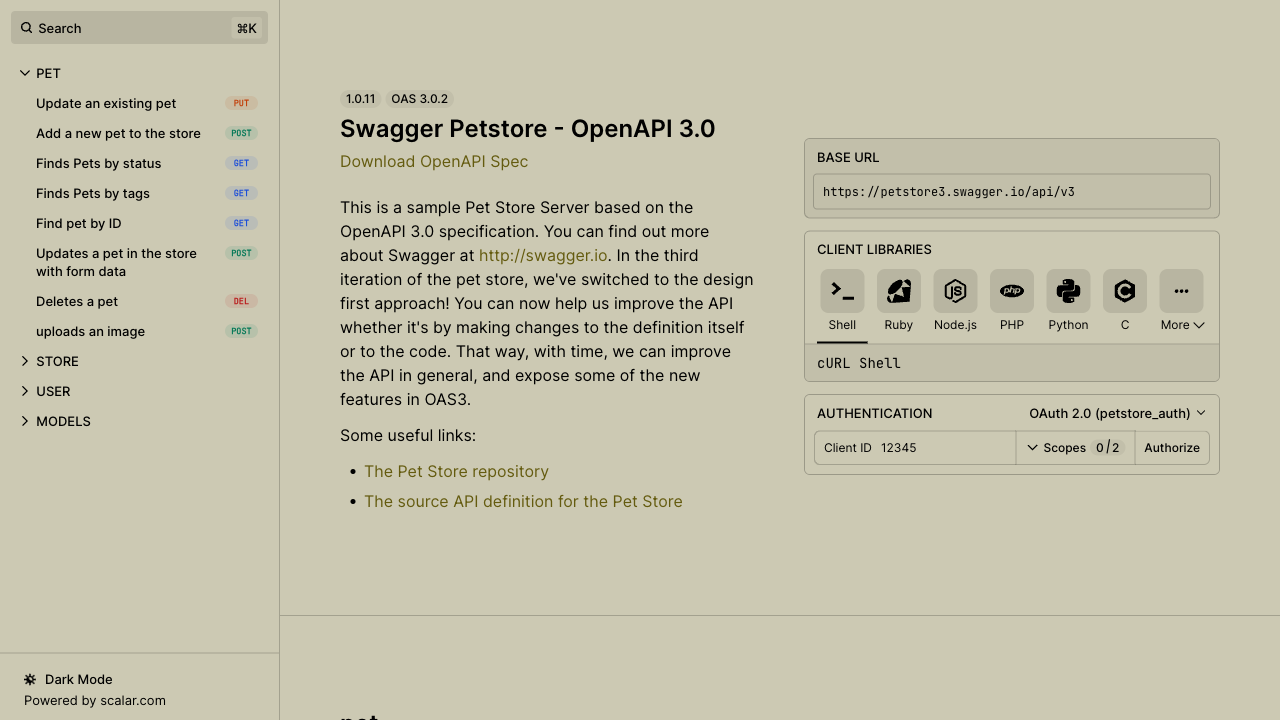 Search ⌘K
PET
Update an existing pet PUT
Add a new pet to the store POST
Finds Pets by status GET
Finds Pets by tags GET
Find pet by ID GET
Updates a pet in the store POST
with form data
Deletes a pet DEL
uploads an image POST
STORE
USER
MODELS
Dark Mode
Powered by scalar.com
1.0.11 OAS 3.0.2
Swagger Petstore - OpenAPI 3.0
Download OpenAPI Spec
This is a sample Pet Store Server based on the
OpenAPI 3.0 specification. You can find out more
about Swagger at http://swagger.io. In the third
iteration of the pet store, we've switched to the design
first approach! You can now help us improve the API
whether it's by making changes to the definition itself
or to the code. That way, with time, we can improve
the API in general, and expose some of the new
features in OAS3.
Some useful links:
• The Pet Store repository
• The source API definition for the Pet Store
BASE URL
https://petstore3.swagger.io/api/v3
CLIENT LIBRARIES
Shell Ruby Node.js PHP Python C More
cURL Shell
AUTHENTICATION OAuth 2.0 (petstore_auth)
Client ID 12345 Scopes 0/2 Authorize
pet